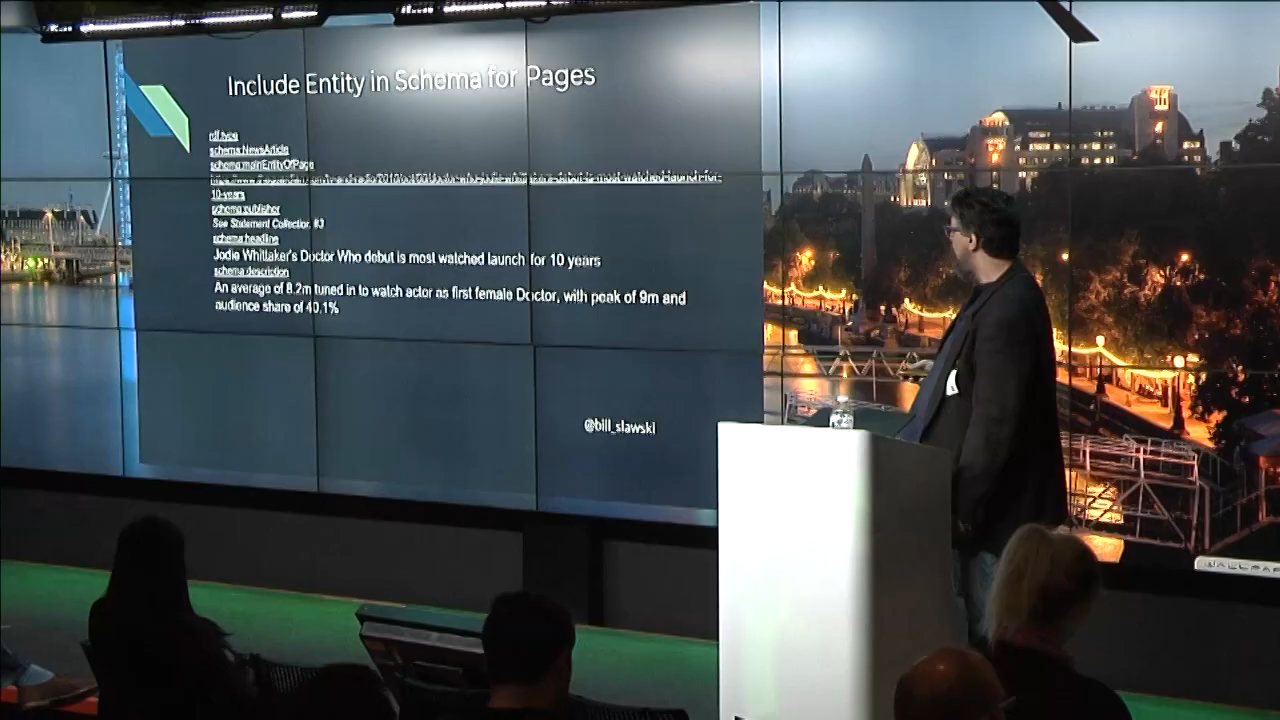 Include Entity in Schema for Pages
rdf:type
schema:NewsArticle
schema:mainEntityOfPage
10-years
schema:publisher
See Statement Collection #3
schema:headline
Jodie Whittaker's Doctor Who debut is most watched launch for 10 years
schema:description
An average of 8.2m tuned in to watch actor as first female Doctor, with peak of 9m and
audience share of 40.1%
@bill_slawski